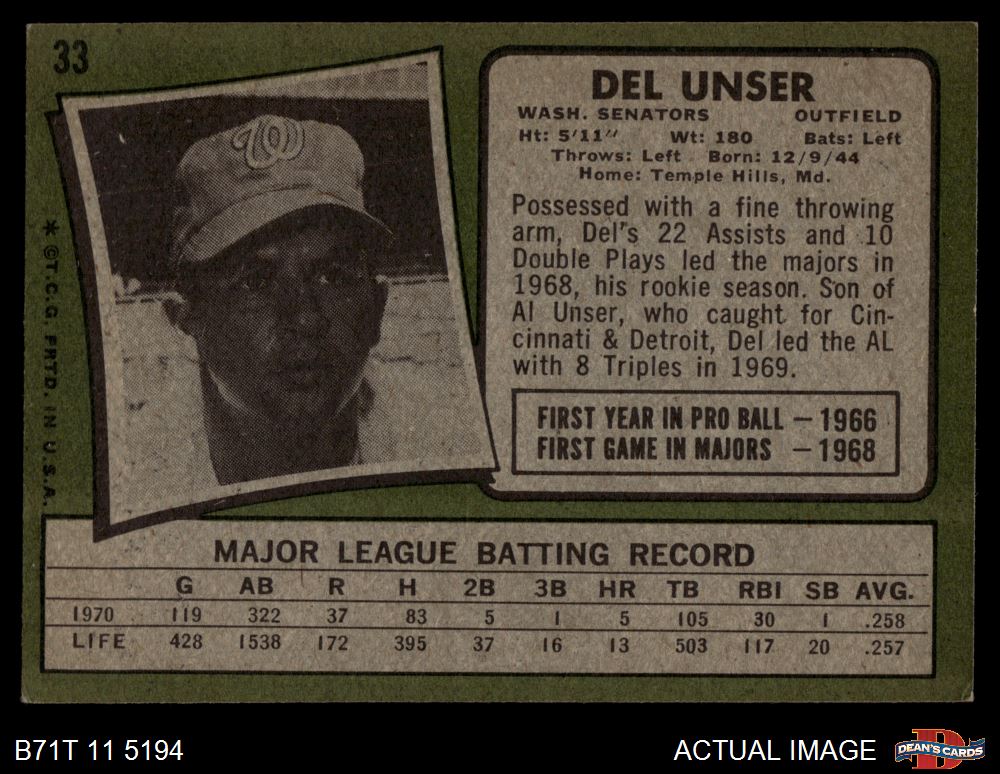 33
W
DEL UNSER
WASH. SENATORS OUTFIELD
Ht: 5'11" Wt: 180 Bats: Left
Throws: Left Born: 12/9/44
Home: Temple Hills, Md.
Possessed with a fine throwing
arm, Del's 22 Assists and 10
Double Plays led the majors in
1968, his rookie season. Son of
Al Unser, who caught for Cin-
cinnati & Detroit, Del led the AL
with 8 Triples in 1969.
FIRST YEAR IN PRO BALL — 1966
FIRST GAME IN MAJORS — 1968
* © T.C.G. PRTD. IN U.S.A.
MAJOR LEAGUE BATTING RECORD
G AB R H 2B 3B HR TB RBI SB AVG.
1970 119 322 37 83 5 1 5 105 30 1 .258
LIFE 428 1538 172 395 37 16 13 503 117 20 .257
B71T 11 5194
ACTUAL IMAGE
D
DEAN'S CARDS